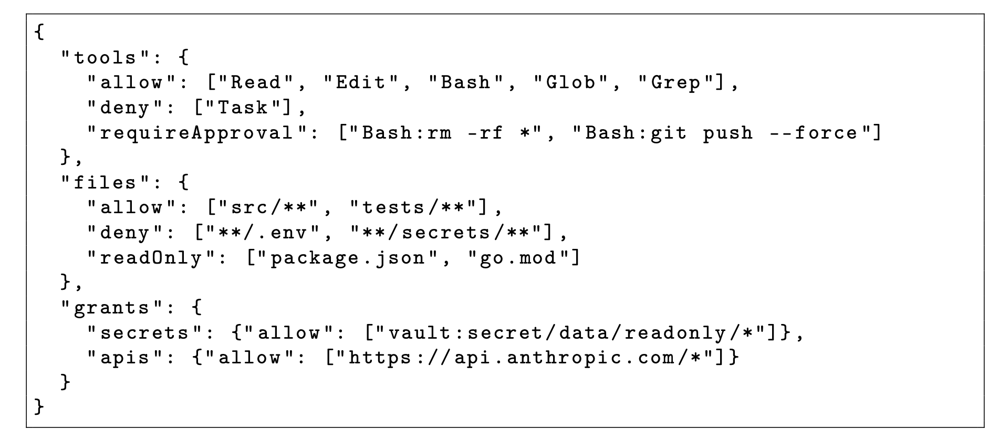 {
  "tools": {
    "allow": ["Read", "Edit", "Bash", "Glob", "Grep"],
    "deny": ["Task"],
    "requireApproval": ["Bash:rm -rf *", "Bash:git push --force"]
  },
  "files": {
    "allow": ["src/**", "tests/**"],
    "deny": ["**/.env", "**/secrets/**"],
    "readOnly": ["package.json", "go.mod"]
  },
  "grants": {
    "secrets": {"allow": ["vault:secret/data/readonly/*"]},
    "apis": {"allow": ["https://api.anthropic.com/*"]}
  }
}